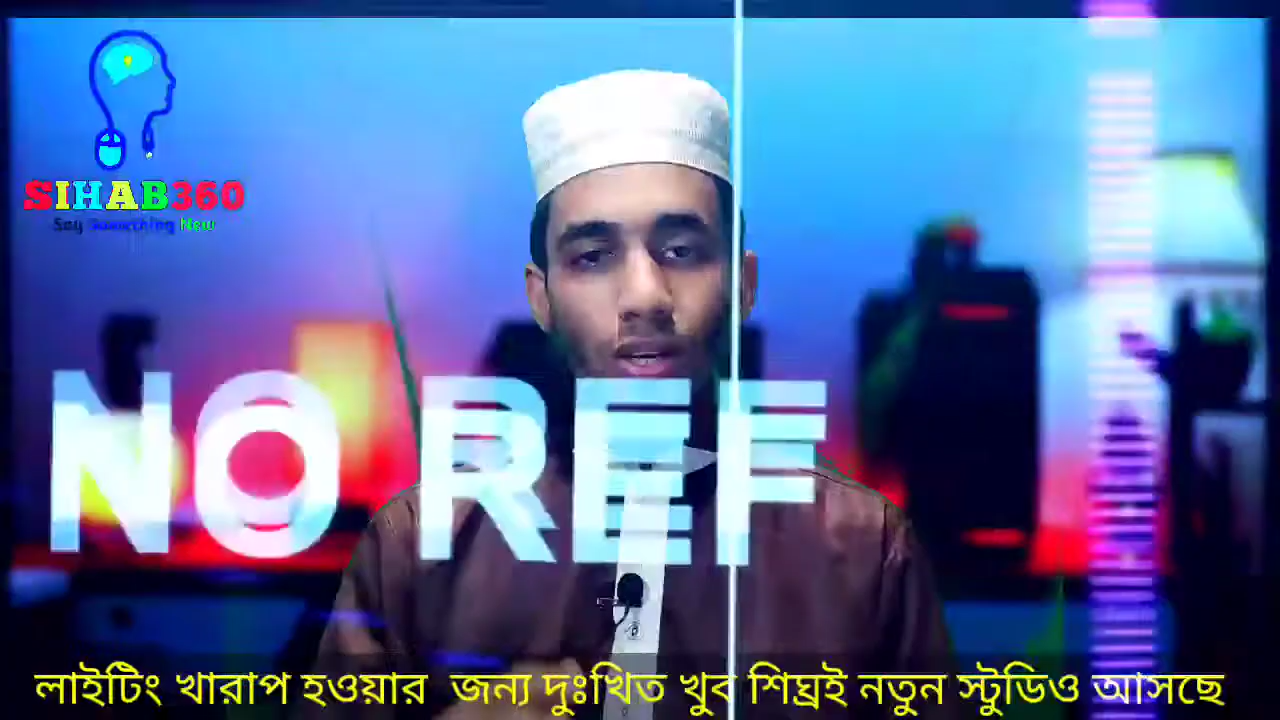 SIHAB360
Say Something New
NO REF
লাইটিং খারাপ হওয়ার জন্য দুঃখিত খুব শিঘ্রই নতুন স্টুডিও আসছে